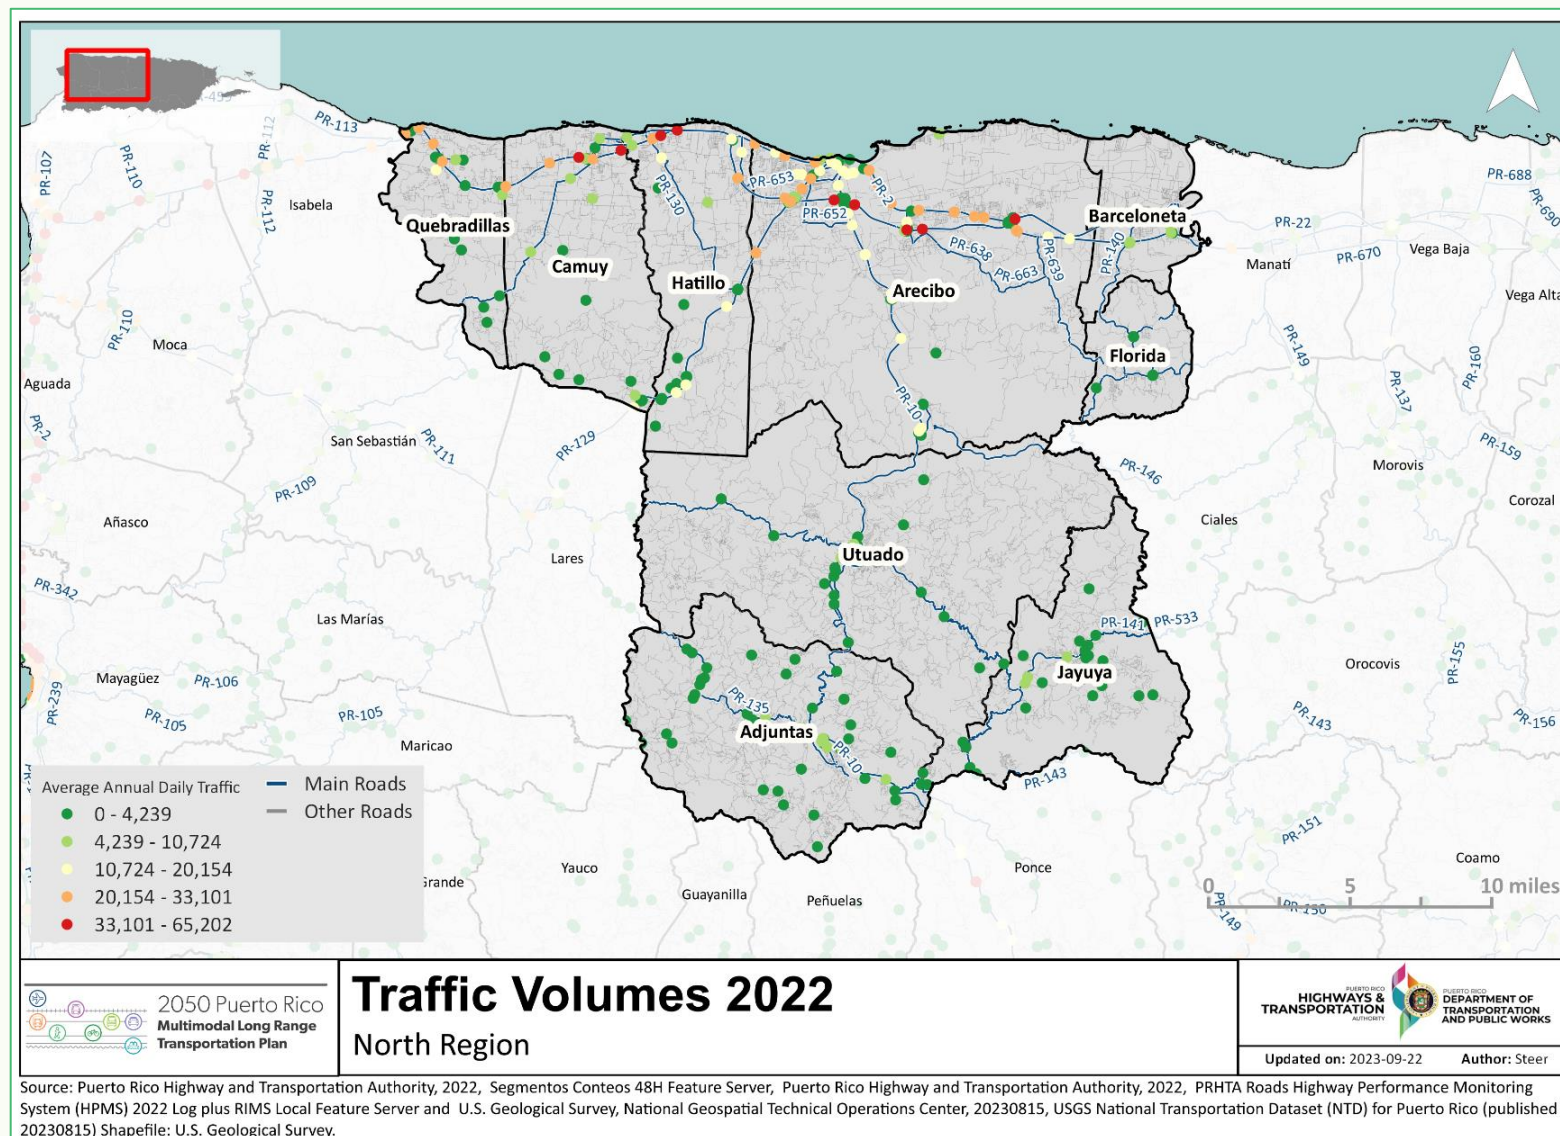 PR-459
PR-113
PR-112
PR-107
PR-110
PR-112
Isabela
PR-130
PR-653
PR-2
PR-652
PR-688
PR-690
Quebradillas
Barceloneta
PR-22
Camuy
PR-638
PR-140
PR-639
PR-670
Vega Baja
Manatí
Hatillo
PR-663
Arecibo
Vega Alta
PR-110
Moca
PR-149
Florida
PR-160
Aguada
PR-137
PR-2
PR-10
San Sebastián
PR-111
PR-129
PR-159
PR-146
Morovis
PR-109
Corozal
Añasco
Ciales
Lares
Utuado
PR-342
Las Marías
PR-141
PR-533
PR-155
Orocovis
Mayagüez
PR-106
Jayuya
PR-239
PR-135
PR-105
PR-105
PR-143
PR-156
Adjuntas
Maricao
PR-10
PR-143
Average Annual Daily Traffic
0 - 4,239
4,239 - 10,724
10,724 - 20,154
20,154 - 33,101
33,101 - 65,202
Main Roads
Other Roads
PR-151
Coamo
Yauco
Ponce
Grande
Guayanilla
Peñuelas
0 5 10 miles
PR-149
PR-150
2050 Puerto Rico
Multimodal Long Range
Transportation Plan
Traffic Volumes 2022
North Region
PUERTO RICO
HIGHWAYS &
TRANSPORTATION
AUTHORITY
PUERTO RICO
DEPARTMENT OF
TRANSPORTATION
AND PUBLIC WORKS
Updated on: 2023-09-22 Author: Steer
Source: Puerto Rico Highway and Transportation Authority, 2022, Segmentos Conteos 48H Feature Server, Puerto Rico Highway and Transportation Authority, 2022, PRHTA Roads Highway Performance Monitoring
System (HPMS) 2022 Log plus RIMS Local Feature Server and U.S. Geological Survey, National Geospatial Technical Operations Center, 20230815, USGS National Transportation Dataset (NTD) for Puerto Rico (published
20230815) Shapefile: U.S. Geological Survey.